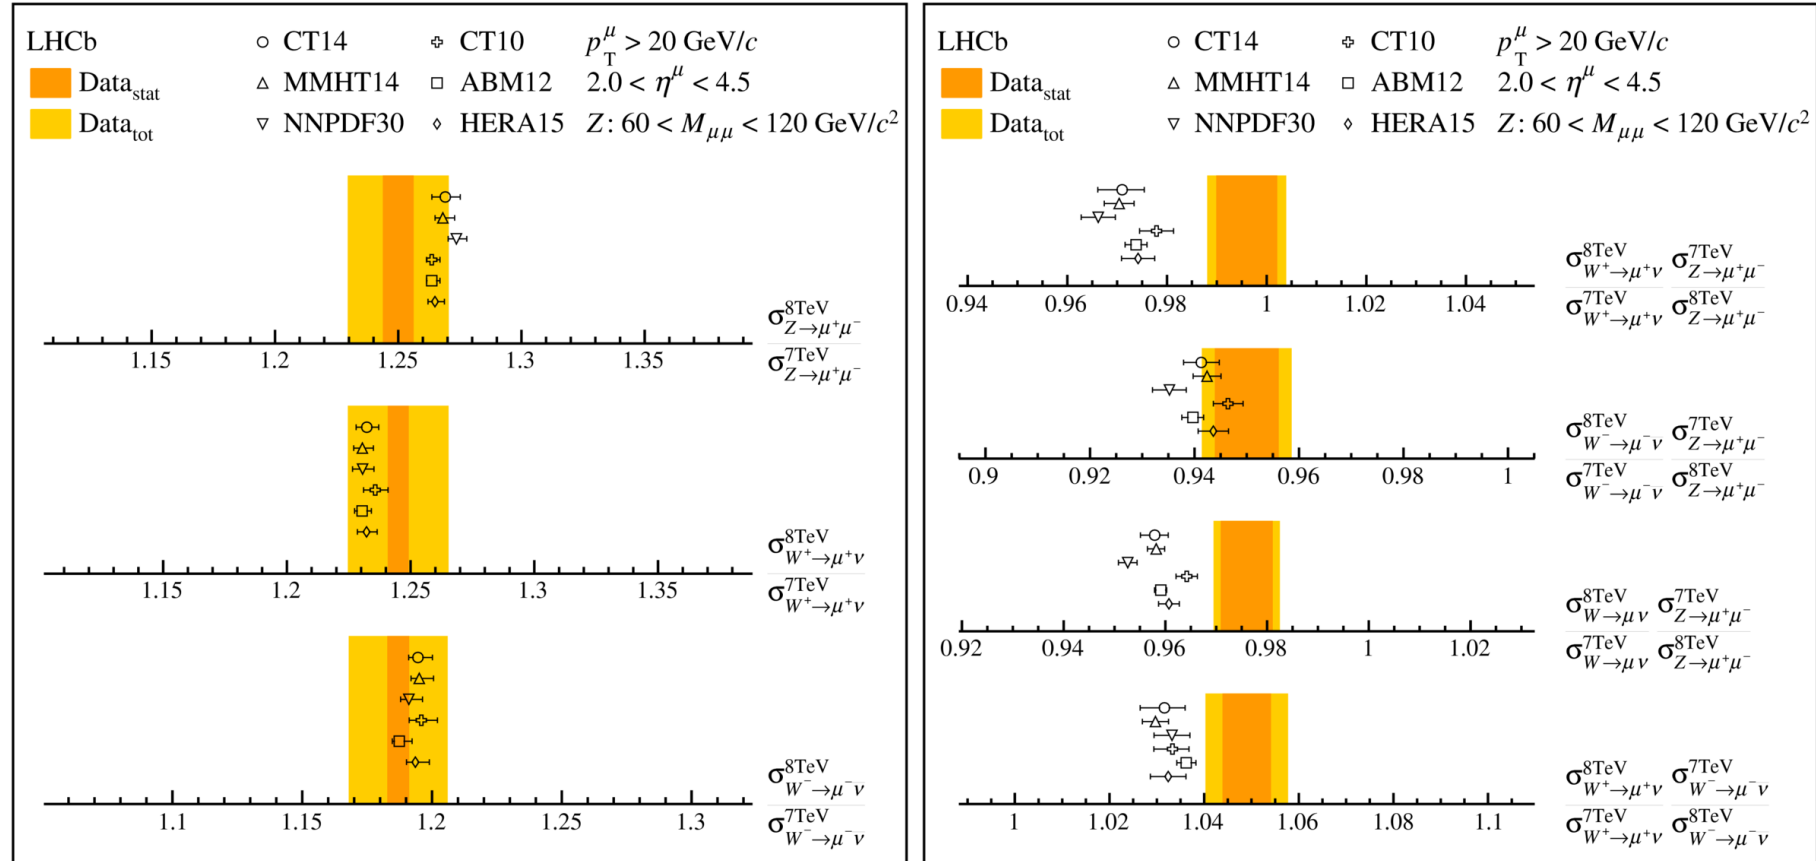 LHCb ○ CT14 ✚ CT10 p_T^μ > 20 GeV/c
Data_stat △ MMHT14 □ ABM12 2.0 < η^μ < 4.5
Data_tot ▽ NNPDF30 ◇ HERA15 Z: 60 < M_μμ < 120 GeV/c²
σ^8TeV_Z→μ⁺μ⁻
1.15 1.2 1.25 1.3 1.35
σ^7TeV_Z→μ⁺μ⁻
σ^8TeV_W⁺→μ⁺ν
1.15 1.2 1.25 1.3 1.35
σ^7TeV_W⁺→μ⁺ν
σ^8TeV_W⁻→μ⁻ν̄
1.1 1.15 1.2 1.25 1.3
σ^7TeV_W⁻→μ⁻ν̄
LHCb ○ CT14 ✚ CT10 p_T^μ > 20 GeV/c
Data_stat △ MMHT14 □ ABM12 2.0 < η^μ < 4.5
Data_tot ▽ NNPDF30 ◇ HERA15 Z: 60 < M_μμ < 120 GeV/c²
σ^8TeV_W⁺→μ⁺ν σ^7TeV_Z→μ⁺μ⁻
0.94 0.96 0.98 1 1.02 1.04
σ^7TeV_W⁺→μ⁺ν σ^8TeV_Z→μ⁺μ⁻
σ^8TeV_W⁻→μ⁻ν̄ σ^7TeV_Z→μ⁺μ⁻
0.9 0.92 0.94 0.96 0.98 1
σ^7TeV_W⁻→μ⁻ν̄ σ^8TeV_Z→μ⁺μ⁻
σ^8TeV_W→μν σ^7TeV_Z→μ⁺μ⁻
0.92 0.94 0.96 0.98 1 1.02
σ^7TeV_W→μν σ^8TeV_Z→μ⁺μ⁻
σ^8TeV_W⁺→μ⁺ν σ^7TeV_W⁻→μ⁻ν̄
1 1.02 1.04 1.06 1.08 1.1
σ^7TeV_W⁺→μ⁺ν σ^8TeV_W⁻→μ⁻ν̄